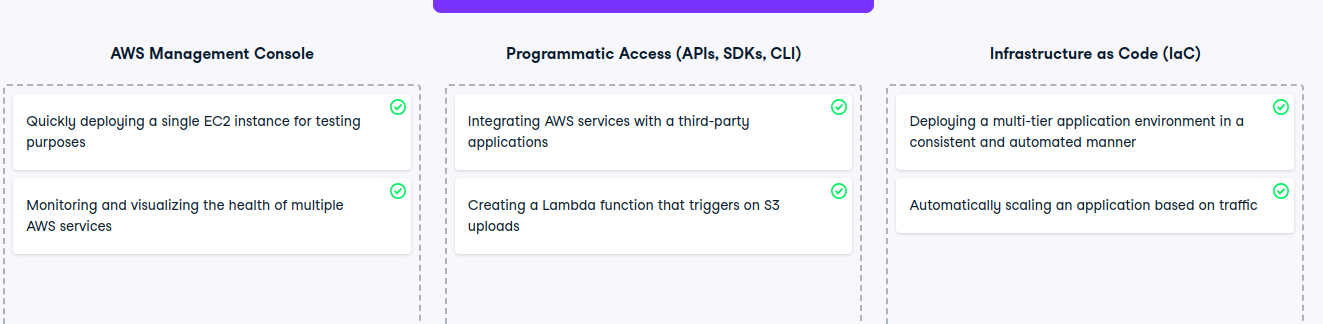 AWS Management Console
Quickly deploying a single EC2 instance for testing
purposes
Monitoring and visualizing the health of multiple
AWS services
Programmatic Access (APIs, SDKs, CLI)
Integrating AWS services with a third-party
applications
Creating a Lambda function that triggers on S3
uploads
Infrastructure as Code (IaC)
Deploying a multi-tier application environment in a
consistent and automated manner
Automatically scaling an application based on traffic